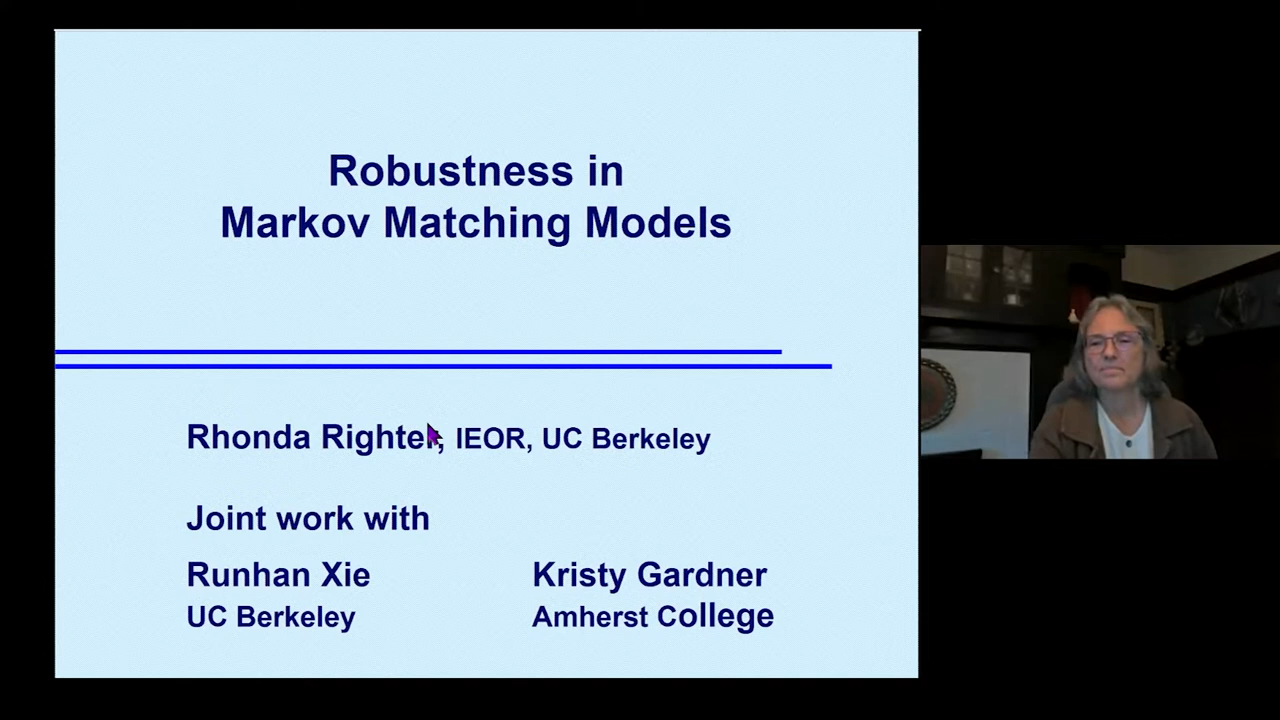 Robustness in
Markov Matching Models
Rhonda Righter, IEOR, UC Berkeley
Joint work with
Runhan Xie
Kristy Gardner
UC Berkeley
Amherst College